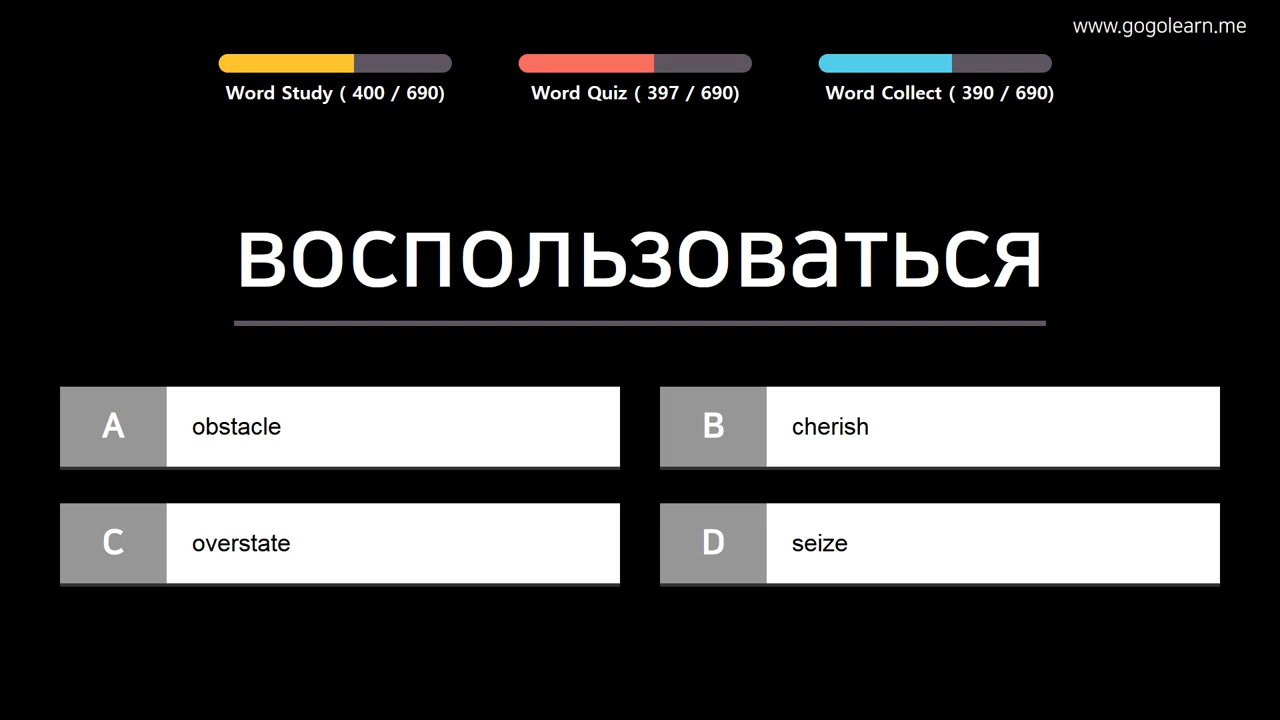 www.gogolearn.me
Word Study ( 400 / 690)
Word Quiz ( 397 / 690)
Word Collect ( 390 / 690)
воспользоваться
A
obstacle
B
cherish
C
overstate
D
seize